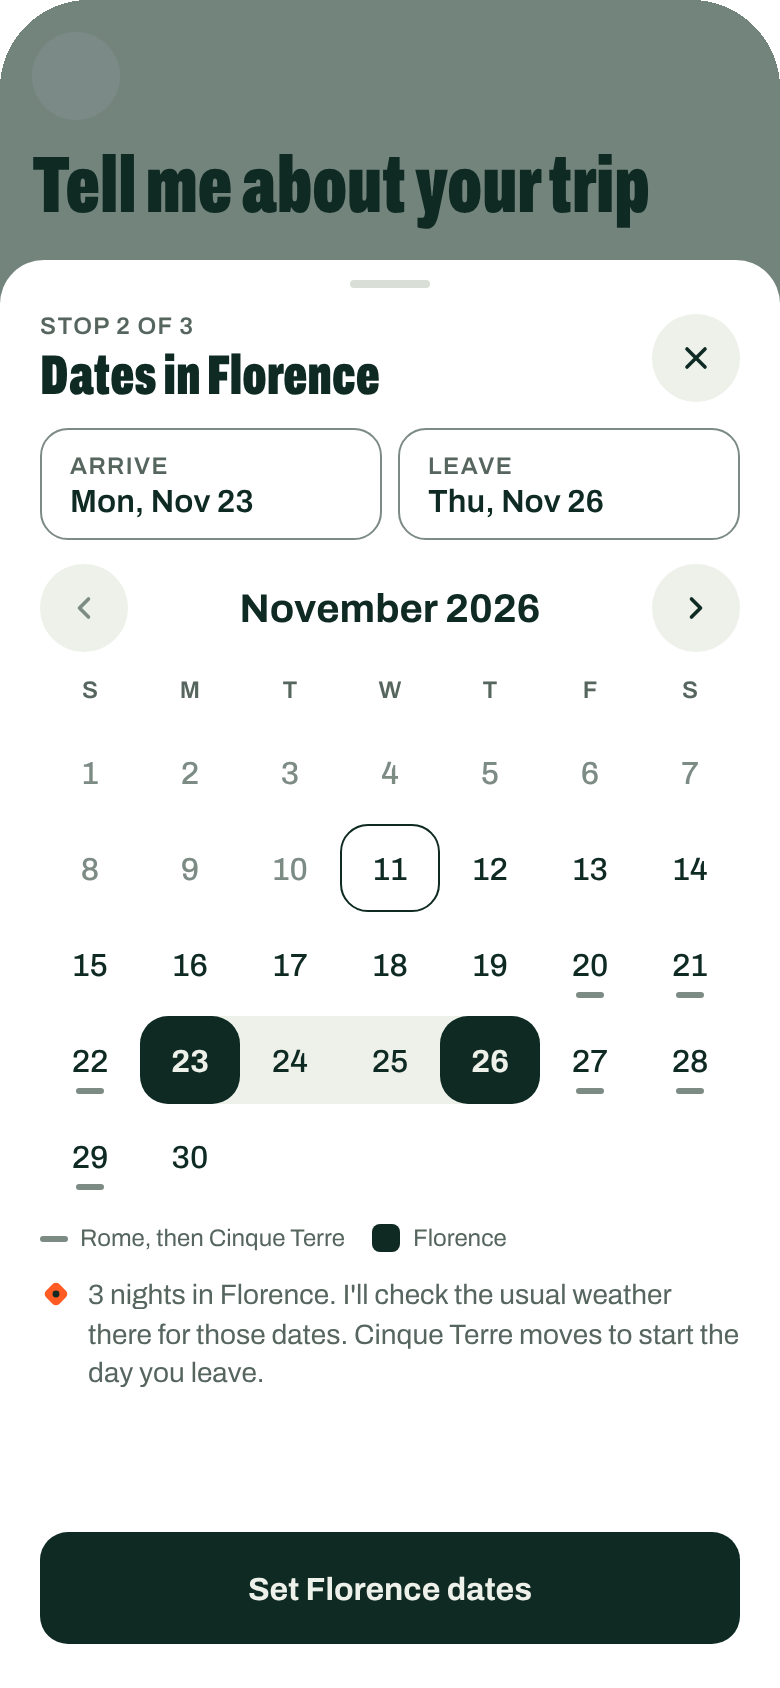 Tell me about your trip
STOP 2 OF 3
Dates in Florence
ARRIVE
Mon, Nov 23
LEAVE
Thu, Nov 26
November 2026
S M T W T F S
1 2 3 4 5 6 7
8 9 10 11 12 13 14
15 16 17 18 19 20 21
22 23 24 25 26 27 28
29 30
Rome, then Cinque Terre
Florence
3 nights in Florence. I'll check the usual weather
there for those dates. Cinque Terre moves to start the
day you leave.
Set Florence dates